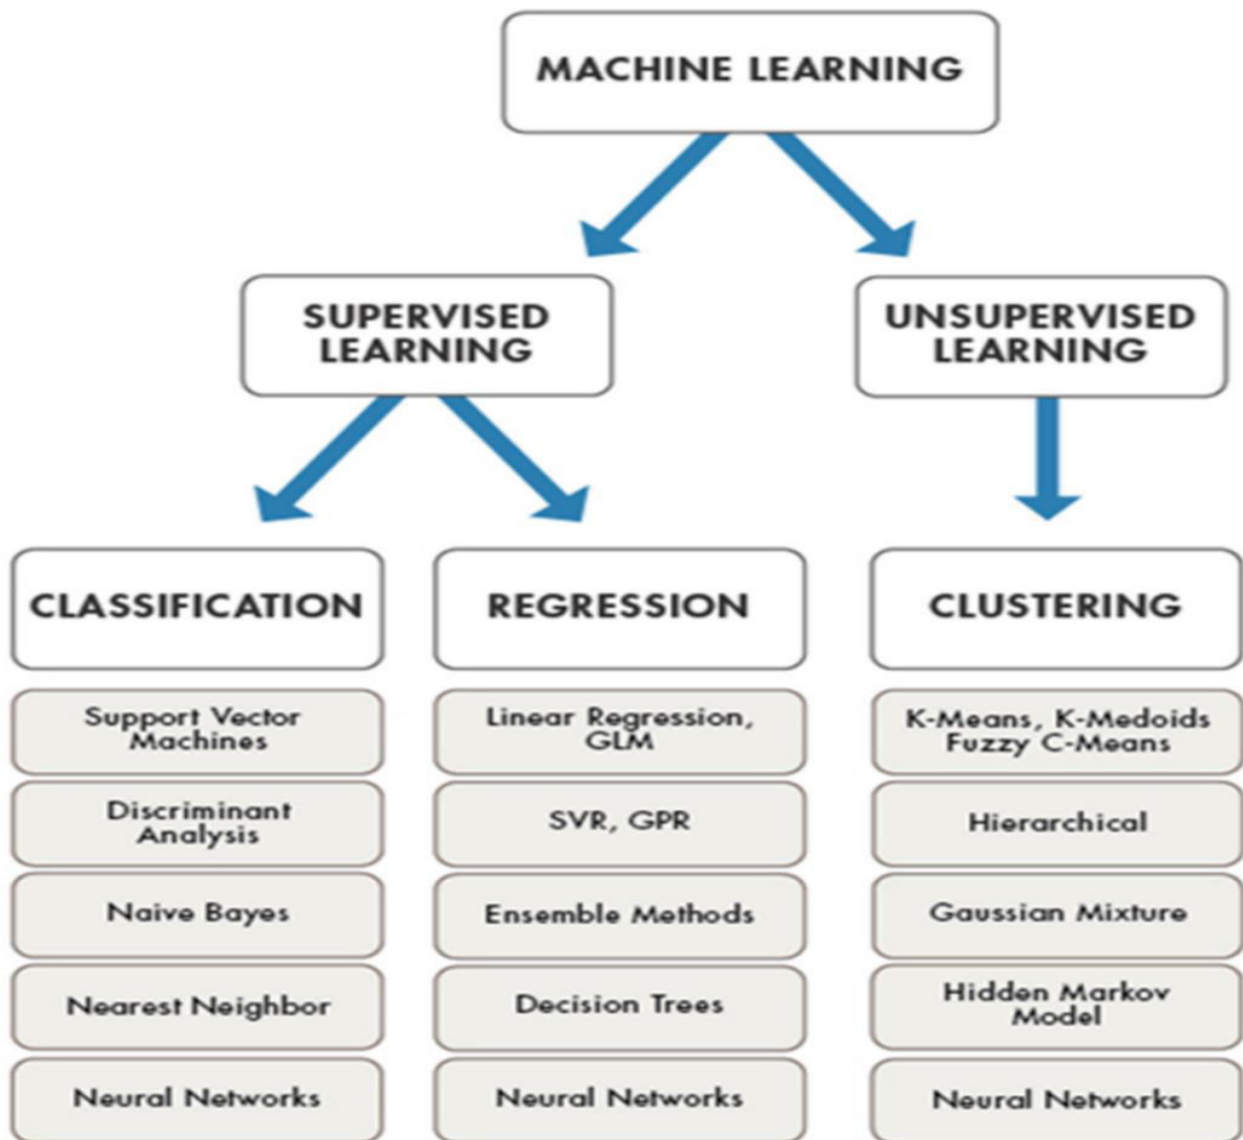 MACHINE LEARNING
SUPERVISED
LEARNING
UNSUPERVISED
LEARNING
CLASSIFICATION
REGRESSION
CLUSTERING
Support Vector
Machines
Discriminant
Analysis
Naive Bayes
Nearest Neighbor
Neural Networks
Linear Regression,
GLM
SVR, GPR
Ensemble Methods
Decision Trees
Neural Networks
K-Means, K-Medoids
Fuzzy C-Means
Hierarchical
Gaussian Mixture
Hidden Markov
Model
Neural Networks